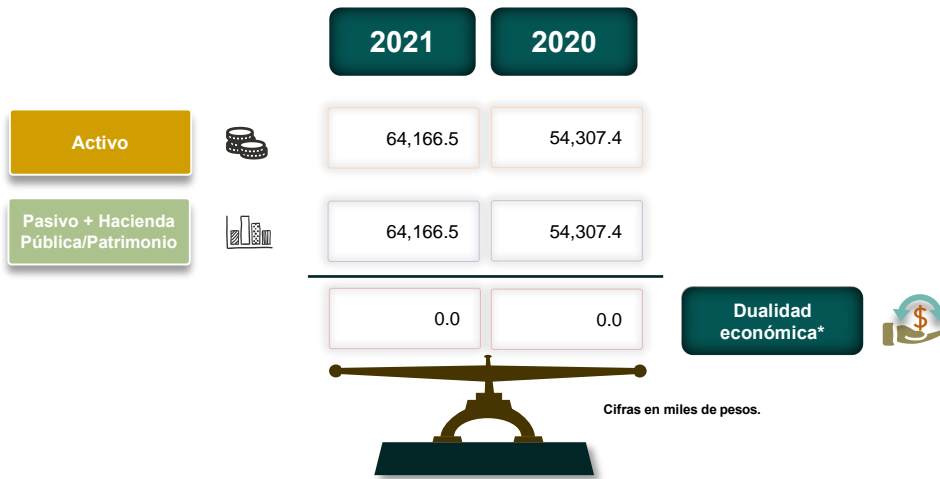 2021 2020
Activo 64,166.5 54,307.4
Pasivo + Hacienda
Pública/Patrimonio 64,166.5 54,307.4
0.0 0.0 Dualidad
económica*
$
Cifras en miles de pesos.